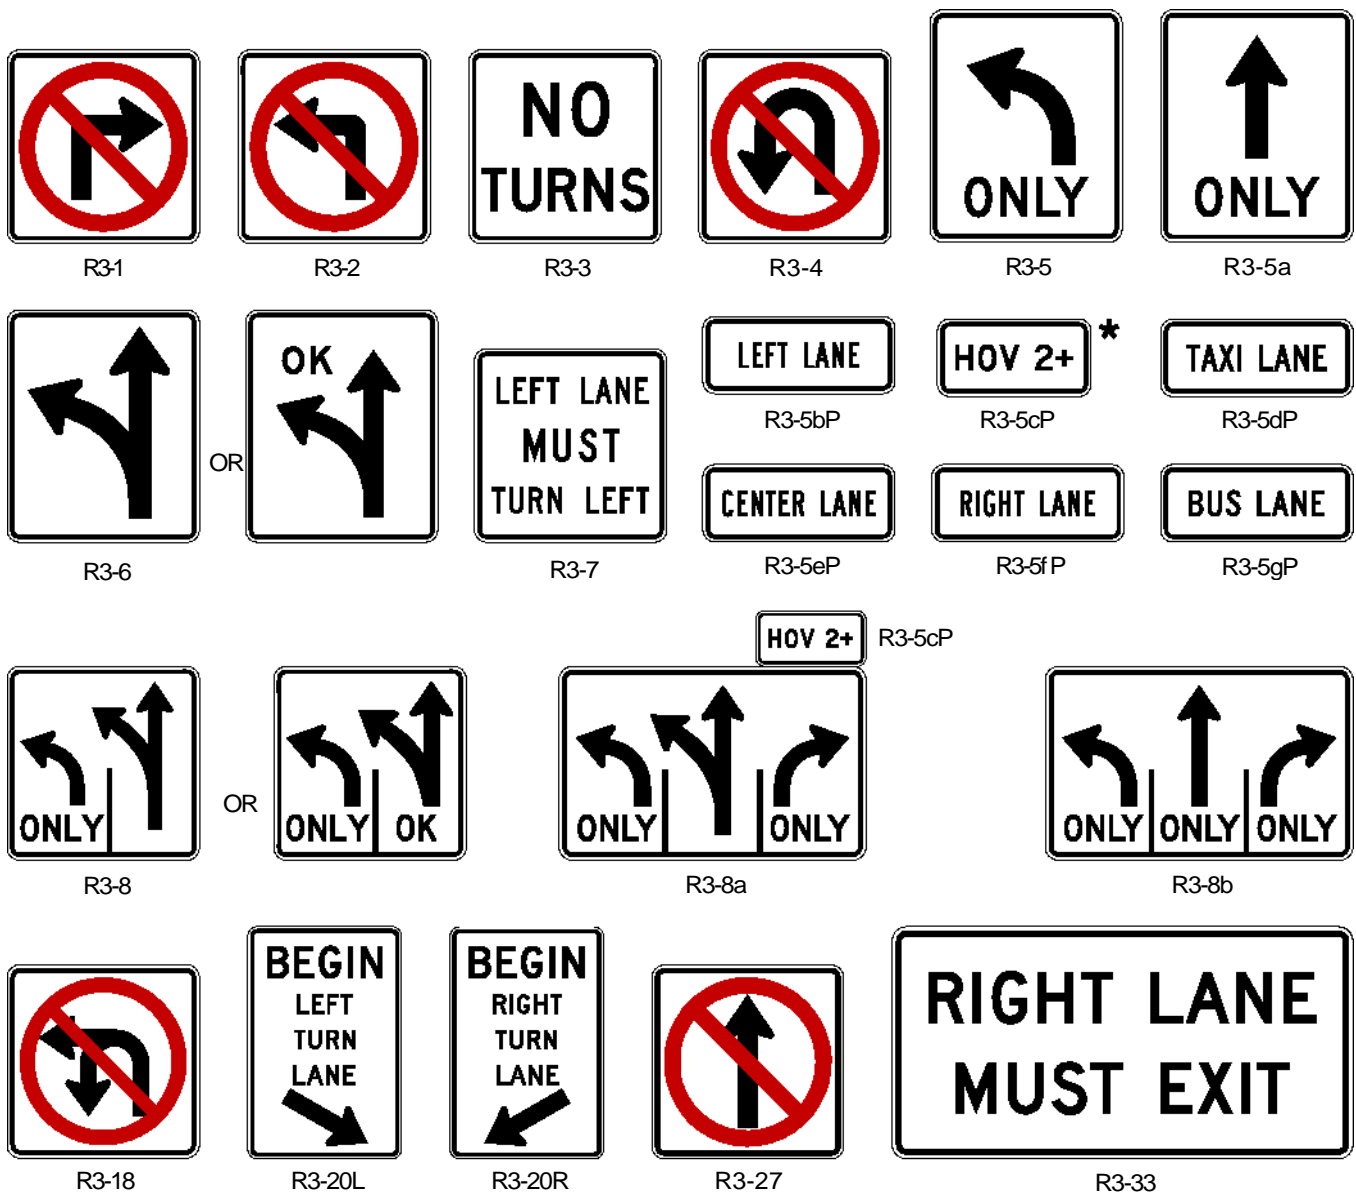 NO
TURNS
ONLY
ONLY
R3-1
R3-2
R3-3
R3-4
R3-5
R3-5a
OR
OK
LEFT LANE
MUST
TURN LEFT
LEFT LANE
HOV 2+ *
TAXI LANE
R3-5bP
R3-5cP
R3-5dP
CENTER LANE
RIGHT LANE
BUS LANE
R3-6
R3-7
R3-5eP
R3-5fP
R3-5gP
HOV 2+
R3-5cP
ONLY
OR
ONLY
OK
ONLY
ONLY
ONLY
ONLY
ONLY
R3-8
R3-8a
R3-8b
BEGIN
LEFT
TURN
LANE
BEGIN
RIGHT
TURN
LANE
RIGHT LANE
MUST EXIT
R3-18
R3-20L
R3-20R
R3-27
R3-33